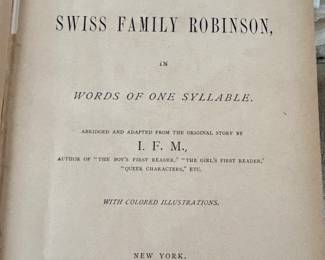 SWISS FAMILY ROBINSON,
IN
WORDS OF ONE SYLLABLE.
ABRIDGED AND ADAPTED FROM THE ORIGINAL STORY BY
I. F. M.,
AUTHOR OF "THE BOY'S FIRST READER," "THE GIRL'S FIRST READER,"
"QUEER CHARACTERS," ETC.
WITH COLORED ILLUSTRATIONS.
NEW YORK.